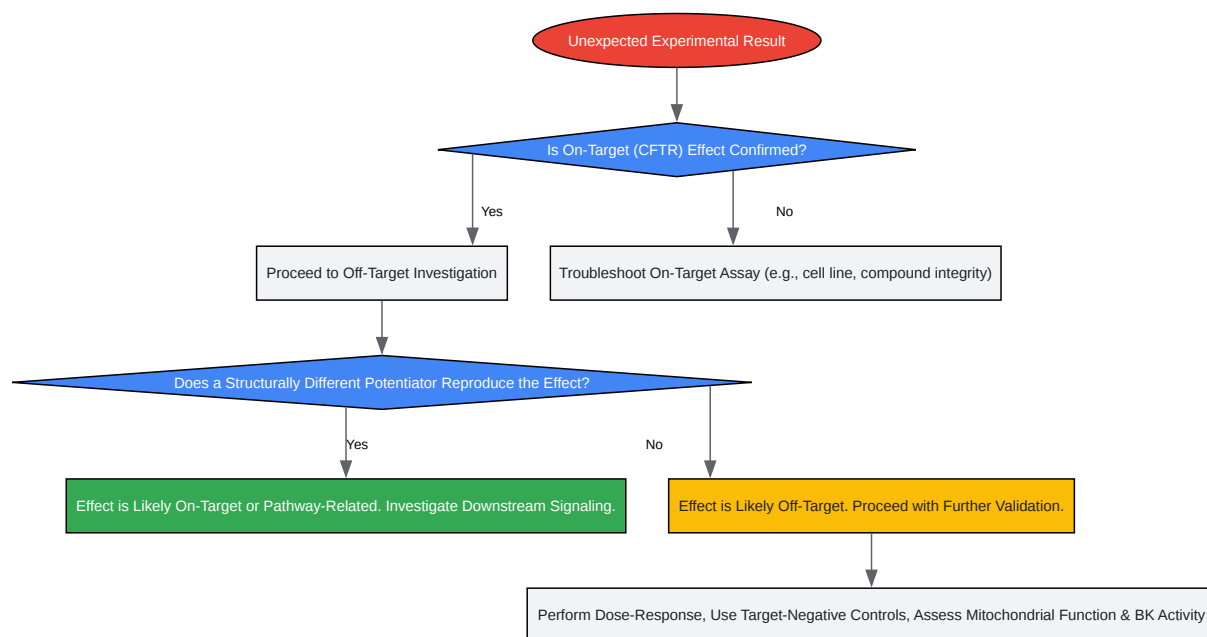 Unexpected Experimental Result
Is On-Target (CFTR) Effect Confirmed?
Yes
No
Proceed to Off-Target Investigation
Troubleshoot On-Target Assay (e.g., cell line, compound integrity)
Does a Structurally Different Potentiator Reproduce the Effect?
Yes
No
Effect is Likely On-Target or Pathway-Related. Investigate Downstream Signaling.
Effect is Likely Off-Target. Proceed with Further Validation.
Perform Dose-Response, Use Target-Negative Controls, Assess Mitochondrial Function & BK Activity